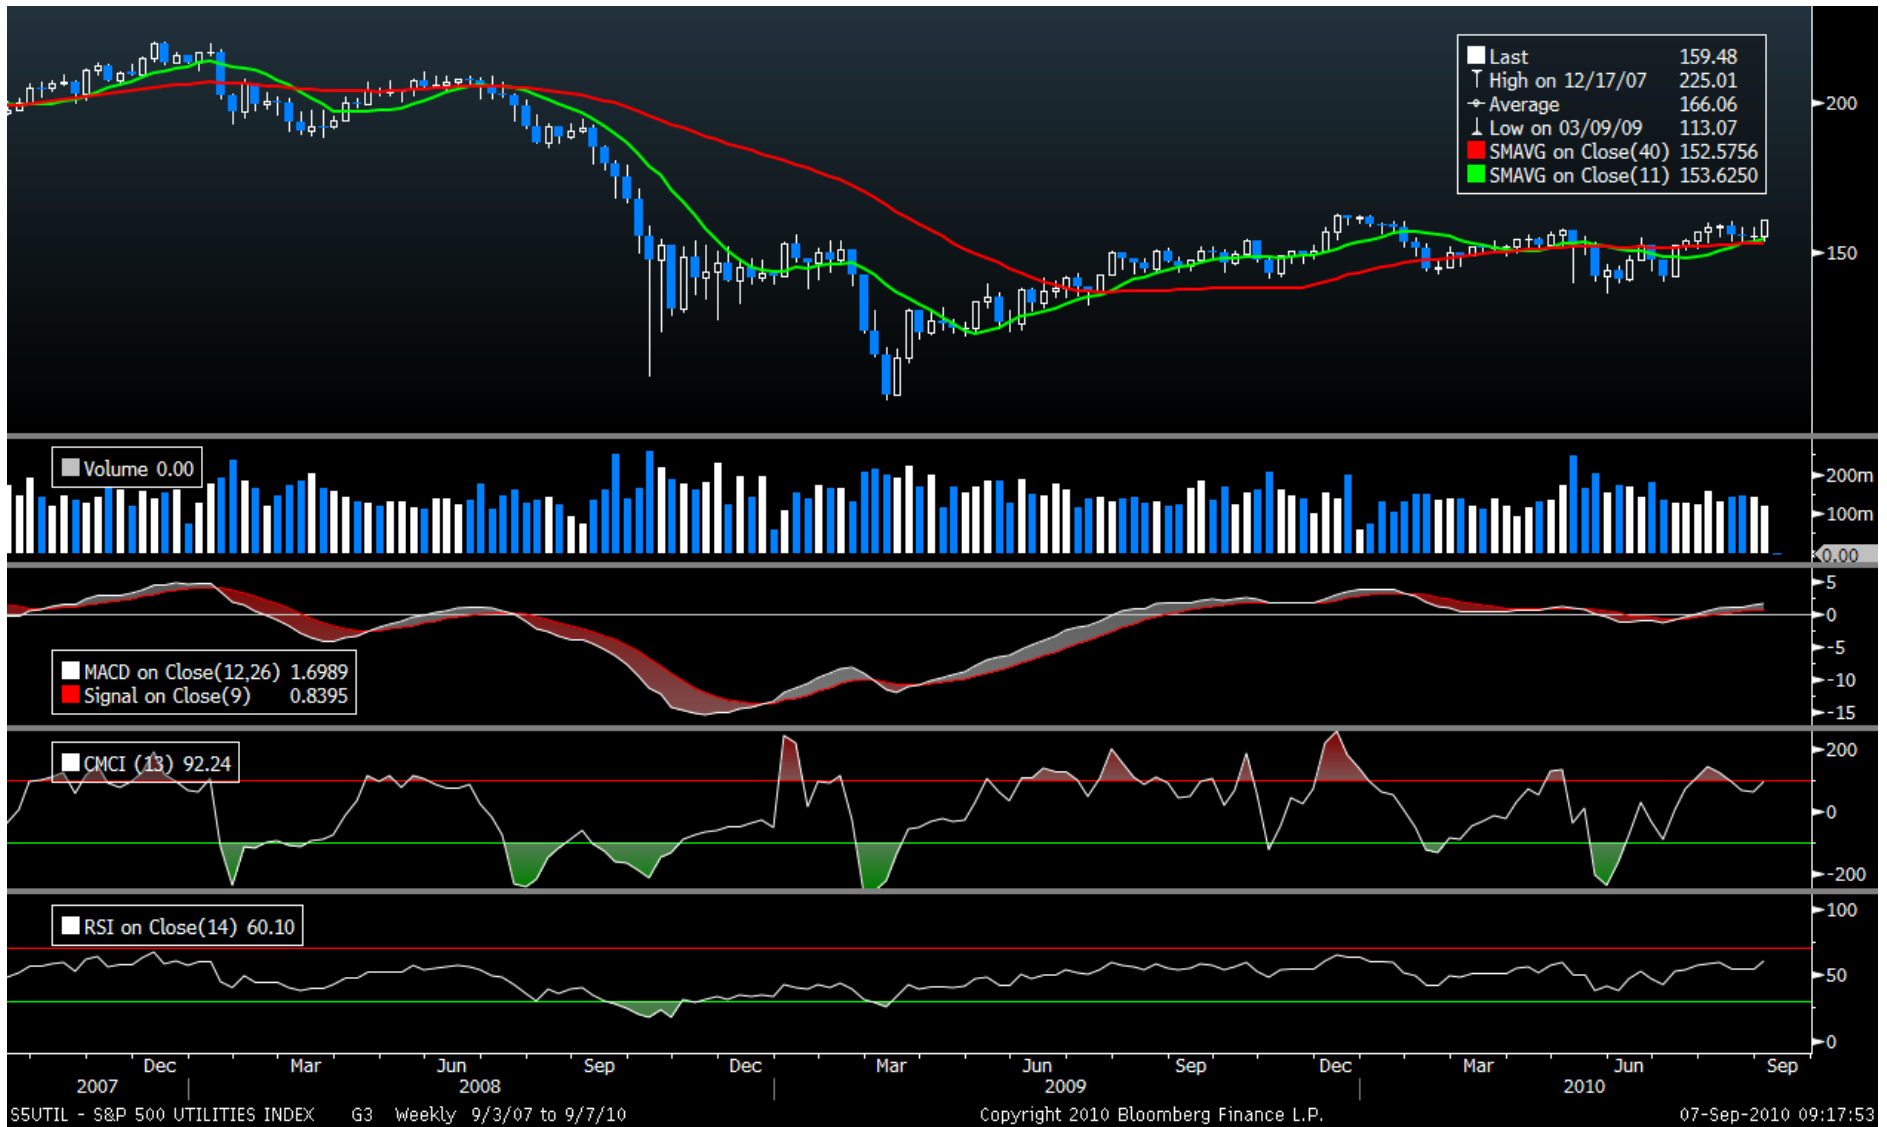 Last 159.48
High on 12/17/07 225.01
Average 166.06
Low on 03/09/09 113.07
SMAVG on Close(40) 152.5756
SMAVG on Close(11) 153.6250
200
150
Volume 0.00
200m
100m
0.00
5
0
-5
-10
-15
MACD on Close(12,26) 1.6989
Signal on Close(9) 0.8395
CMCI (13) 92.24
200
0
-200
RSI on Close(14) 60.10
100
50
0
Dec Mar Jun Sep Dec Mar Jun Sep Dec Mar Jun Sep
2007 2008 2009 2010
S5UTIL - S&P 500 UTILITIES INDEX G3 Weekly 9/3/07 to 9/7/10 Copyright 2010 Bloomberg Finance L.P. 07-Sep-2010 09:17:53